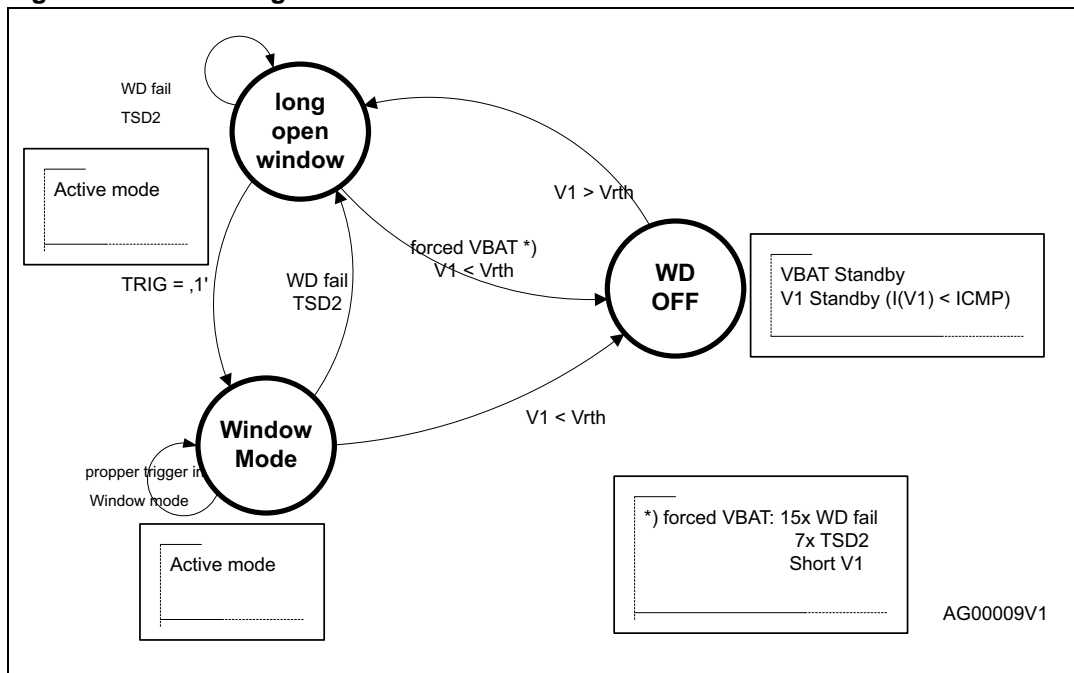 WD fail
TSD2
long
open
window
Active mode
V1 > Vrth
forced VBAT *)
V1 < Vrth
WD
OFF
VBAT Standby
V1 Standby (I(V1) < ICMP)
TRIG = ‚1'
WD fail
TSD2
V1 < Vrth
Window
Mode
propper trigger in
Window mode
Active mode
*) forced VBAT: 15x WD fail
7x TSD2
Short V1
AG00009V1